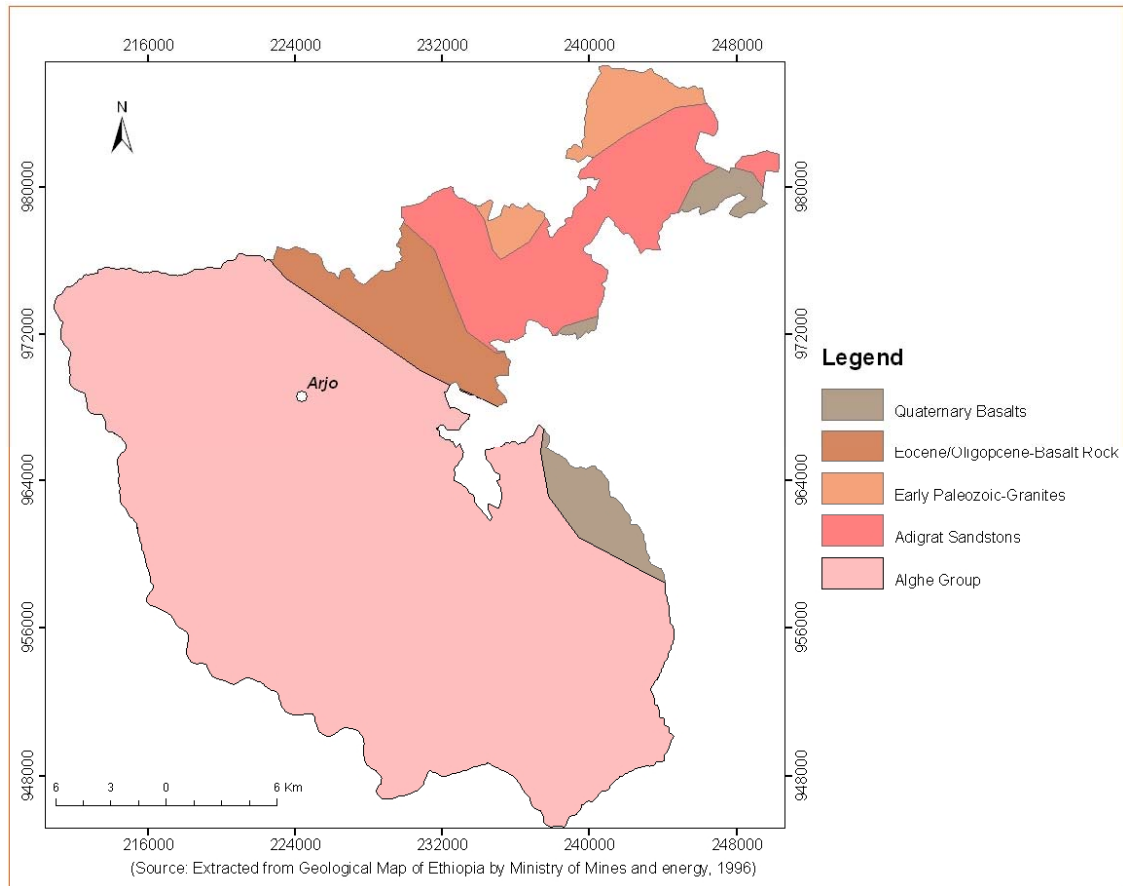 216000 224000 232000 240000 248000
N
980000 980000
972000 972000
Arjo
964000 964000
956000 956000
948000 948000
6 3 0 6 Km
216000 224000 232000 240000 248000
Legend
Quaternary Basalts
Eocene/Oligopcene-Basalt Rock
Early Paleozoic-Granites
Adigrat Sandstons
Alghe Group
(Source: Extracted from Geological Map of Ethiopia by Ministry of Mines and energy, 1996)